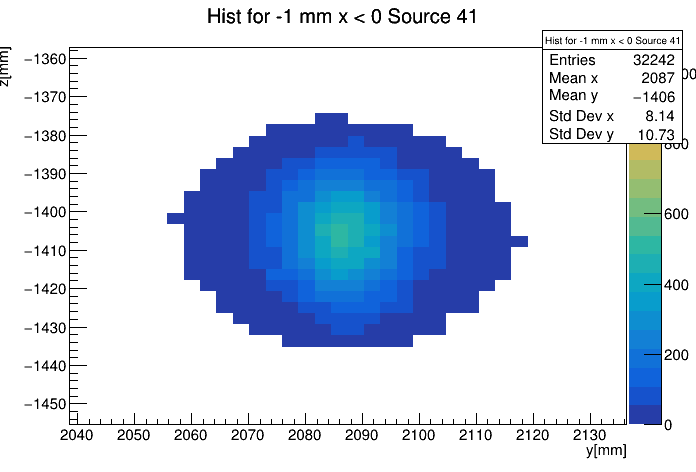 Hist for -1 mm x < 0 Source 41
Hist for -1 mm x < 0 Source 41
Entries 32242
Mean x 2087
Mean y −1406
Std Dev x 8.14
Std Dev y 10.73
z[mm]
−1360
−1370
−1380
−1390
−1400
−1410
−1420
−1430
−1440
−1450
2040 2050 2060 2070 2080 2090 2100 2110 2120 2130
y[mm]
800
600
400
200
0